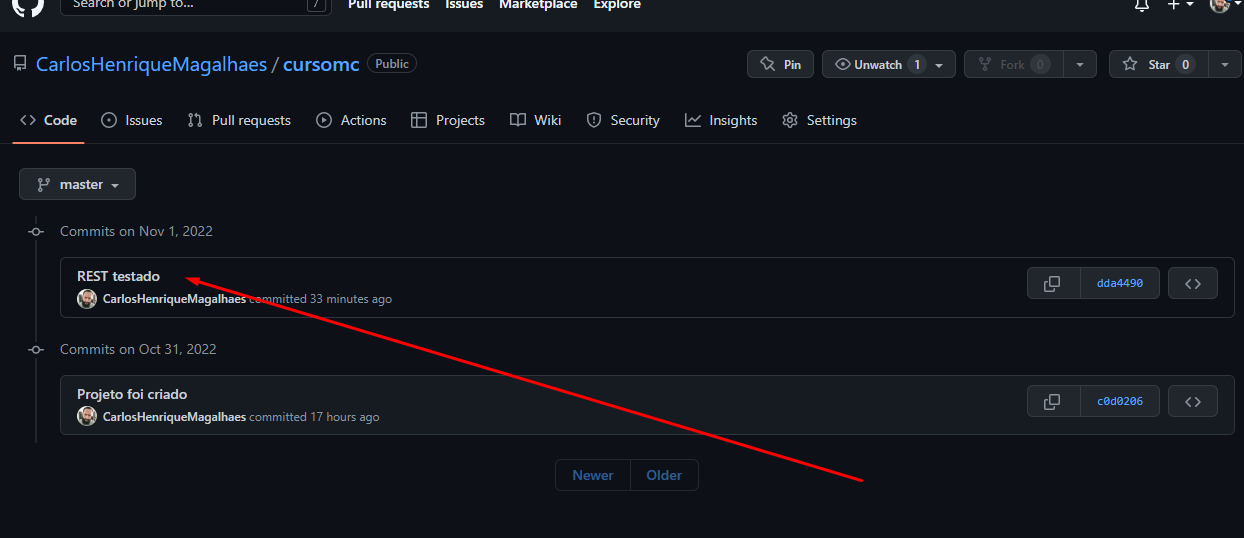 Search or jump to... / Pull requests Issues Marketplace Explore
CarlosHenriqueMagalhaes / cursomc Public Pin Unwatch 1 Fork 0 Star 0
Code Issues Pull requests Actions Projects Wiki Security Insights Settings
master
Commits on Nov 1, 2022
REST testado
CarlosHenriqueMagalhaes committed 33 minutes ago dda4490
Commits on Oct 31, 2022
Projeto foi criado
CarlosHenriqueMagalhaes committed 17 hours ago c0d0206
Newer Older